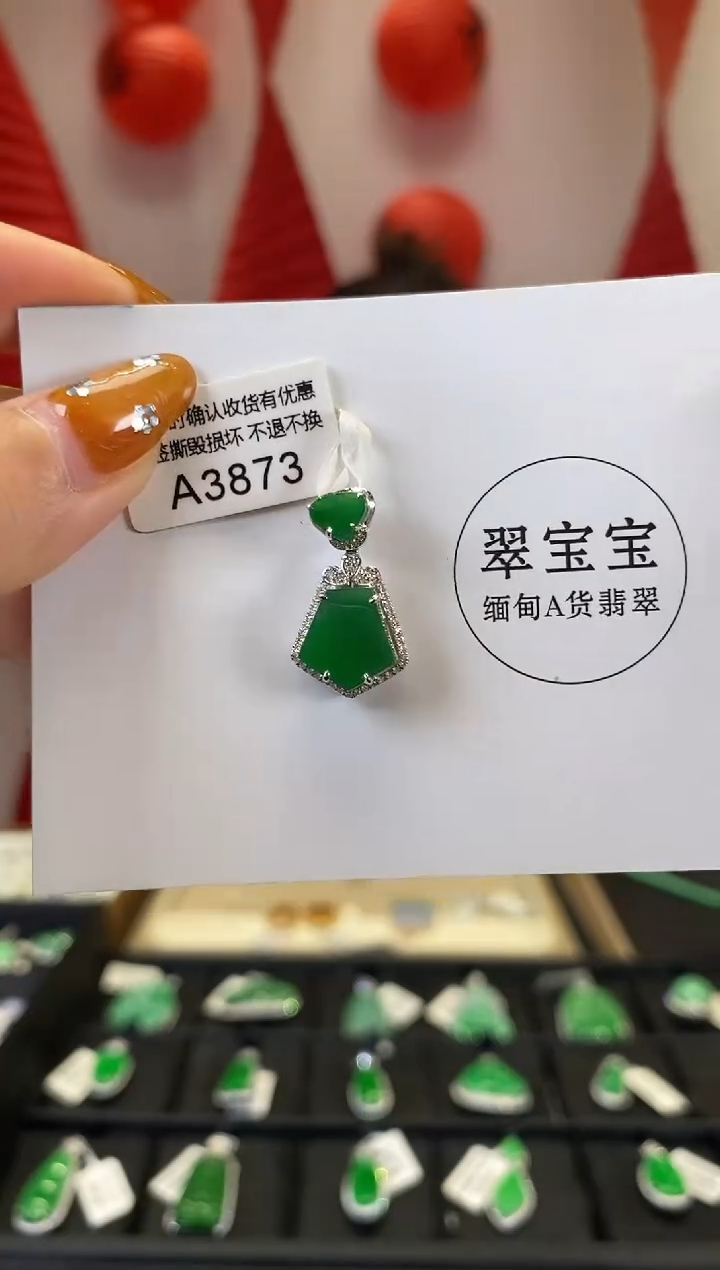 时确认收货有优惠
签撕毁损坏 不退不换
A3873
翠宝宝
缅甸A货翡翠